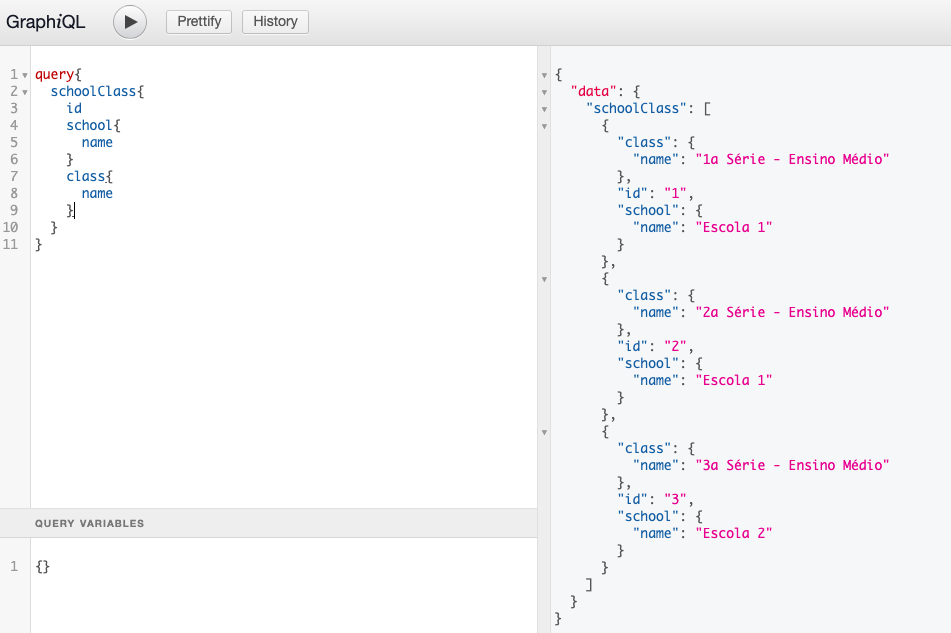 GraphiQL Prettify History
1 query{
2 schoolClass{
3 id
4 school{
5 name
6 }
7 class{
8 name
9 }
10 }
11 }
QUERY VARIABLES
1 {}
{
"data": {
"schoolClass": [
{
"class": {
"name": "1a Série - Ensino Médio"
},
"id": "1",
"school": {
"name": "Escola 1"
}
},
{
"class": {
"name": "2a Série - Ensino Médio"
},
"id": "2",
"school": {
"name": "Escola 1"
}
},
{
"class": {
"name": "3a Série - Ensino Médio"
},
"id": "3",
"school": {
"name": "Escola 2"
}
}
]
}
}